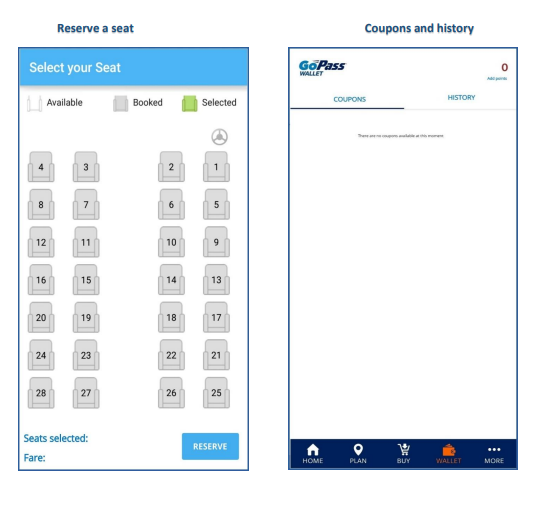 Reserve a seat
Select your Seat
Available Booked Selected
4 3 2 1
8 7 6 5
12 11 10 9
16 15 14 13
20 19 18 17
24 23 22 21
28 27 26 25
Seats selected:
Fare:
RESERVE
Coupons and history
GoPass
WALLET
0
Add points
COUPONS HISTORY
There are no coupons available at this moment
HOME PLAN BUY WALLET MORE